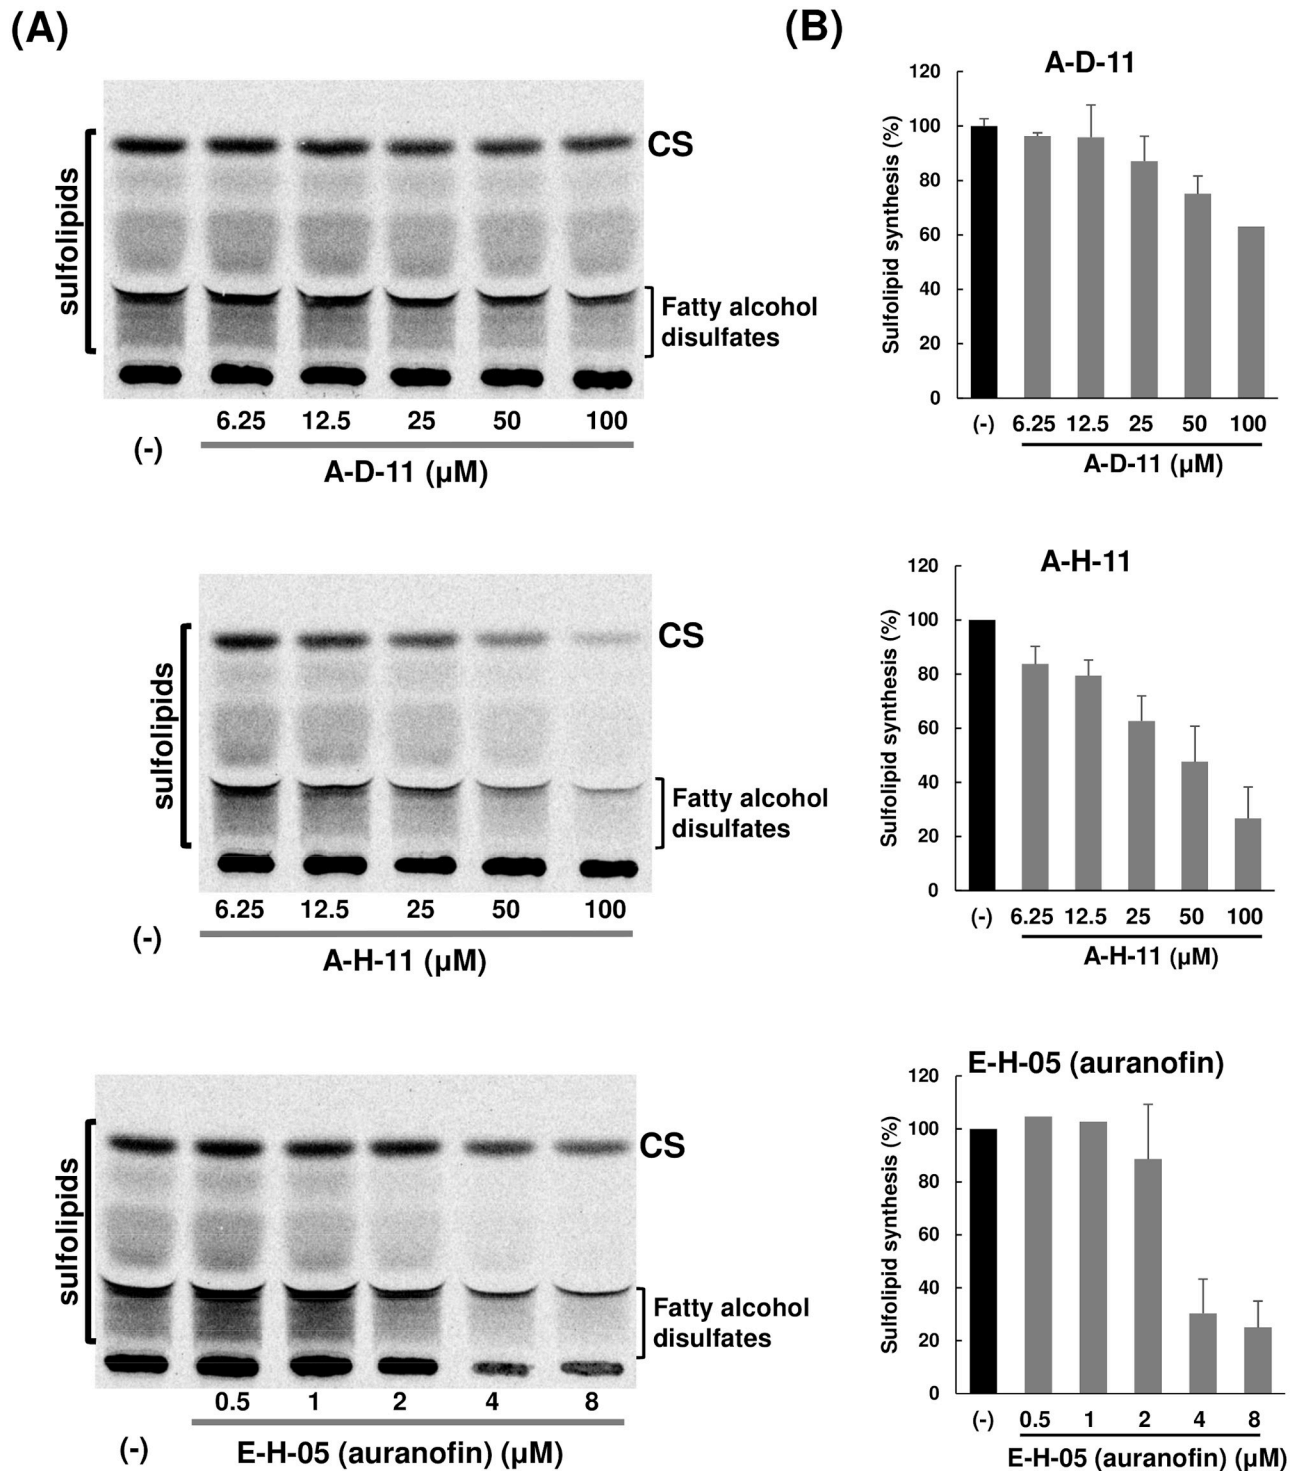 (A)
sulfolipids
CS
Fatty alcohol
disulfates
6.25 12.5 25 50 100
(-)
A-D-11 (µM)
sulfolipids
CS
Fatty alcohol
disulfates
6.25 12.5 25 50 100
(-)
A-H-11 (µM)
sulfolipids
CS
Fatty alcohol
disulfates
0.5 1 2 4 8
(-)
E-H-05 (auranofin) (µM)
(B)
A-D-11
Sulfolipid synthesis (%)
120
100
80
60
40
20
0
(-) 6.25 12.5 25 50 100
A-D-11 (µM)
A-H-11
Sulfolipid synthesis (%)
120
100
80
60
40
20
0
(-) 6.25 12.5 25 50 100
A-H-11 (µM)
E-H-05 (auranofin)
Sulfolipid synthesis (%)
120
100
80
60
40
20
0
(-) 0.5 1 2 4 8
E-H-05 (auranofin) (µM)